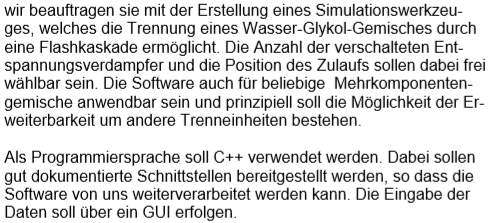 wir beauftragen sie mit der Erstellung eines Simulationswerkzeu-
ges, welches die Trennung eines Wasser-Glykol-Gemisches durch
eine Flashkaskade ermöglicht. Die Anzahl der verschalteten Ent-
spannungsverdampfer und die Position des Zulaufs sollen dabei frei
wählbar sein. Die Software auch für beliebige Mehrkomponenten-
gemische anwendbar sein und prinzipiell soll die Möglichkeit der Er-
weiterbarkeit um andere Trenneinheiten bestehen.

Als Programmiersprache soll C++ verwendet werden. Dabei sollen
gut dokumentierte Schnittstellen bereitgestellt werden, so dass die
Software von uns weiterverarbeitet werden kann. Die Eingabe der
Daten soll über ein GUI erfolgen.